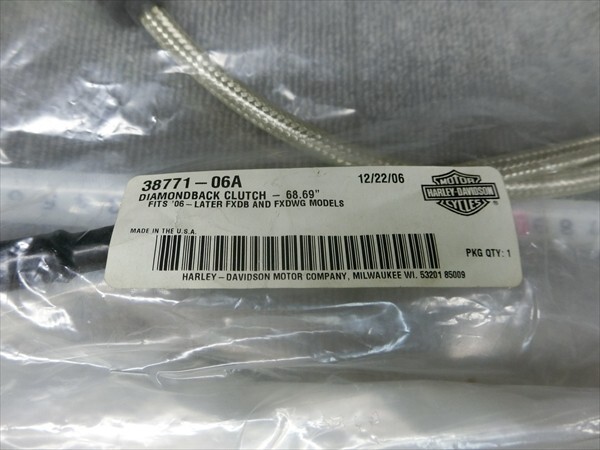 38771-06A
12/22/06
DIAMONDBACK CLUTCH - 68.69"
FITS '06-LATER FXDB AND FXDWG MODELS
MOTOR
HARLEY-DAVIDSON
CYCLES
MADE IN THE U.S.A.
PKG QTY: 1
HARLEY-DAVIDSON MOTOR COMPANY, MILWAUKEE WI. 53201 85009